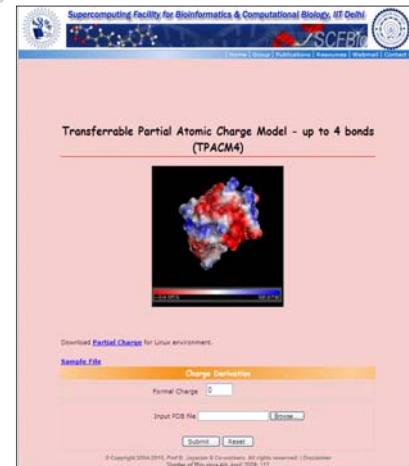 Supercomputing Facility for Bioinformatics & Computational Biology, IIT Delhi
SCFBio
| Home | Group | Publications | Resources | Webmail | Contact
Transferrable Partial Atomic Charge Model - up to 4 bonds
(TPACM4)
Download Partial Charge for Linux environment.
Sample File
Charge Derivation
Formal Charge 0
Input PDB file Browse...
Submit Reset